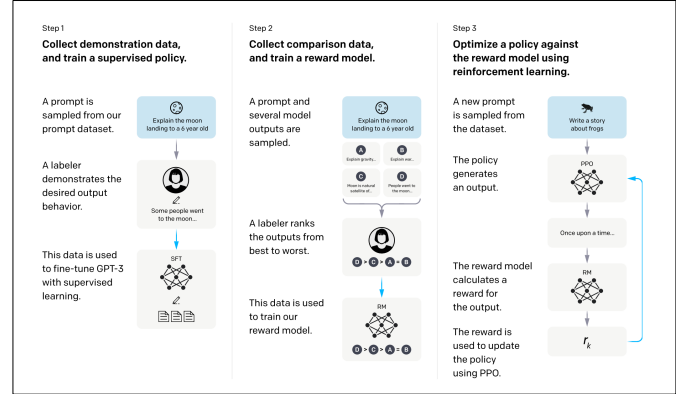 Step 1
Collect demonstration data,
and train a supervised policy.
A prompt is
sampled from our
prompt dataset.
Explain the moon
landing to a 6 year old
A labeler
demonstrates the
desired output
behavior.
Some people went
to the moon...
This data is used
to fine-tune GPT-3
with supervised
learning.
SFT
Step 2
Collect comparison data,
and train a reward model.
A prompt and
several model
outputs are
sampled.
Explain the moon
landing to a 6 year old
A
Explain gravity...
B
Explain war...
C
Moon is natural
satellite of...
D
People went to
the moon...
A labeler ranks
the outputs from
best to worst.
D > C > A = B
This data is used
to train our
reward model.
RM
D > C > A = B
Step 3
Optimize a policy against
the reward model using
reinforcement learning.
A new prompt
is sampled from
the dataset.
Write a story
about frogs
The policy
generates
an output.
PPO
Once upon a time...
The reward model
calculates a
reward for
the output.
RM
The reward is
used to update
the policy
using PPO.
rₖ